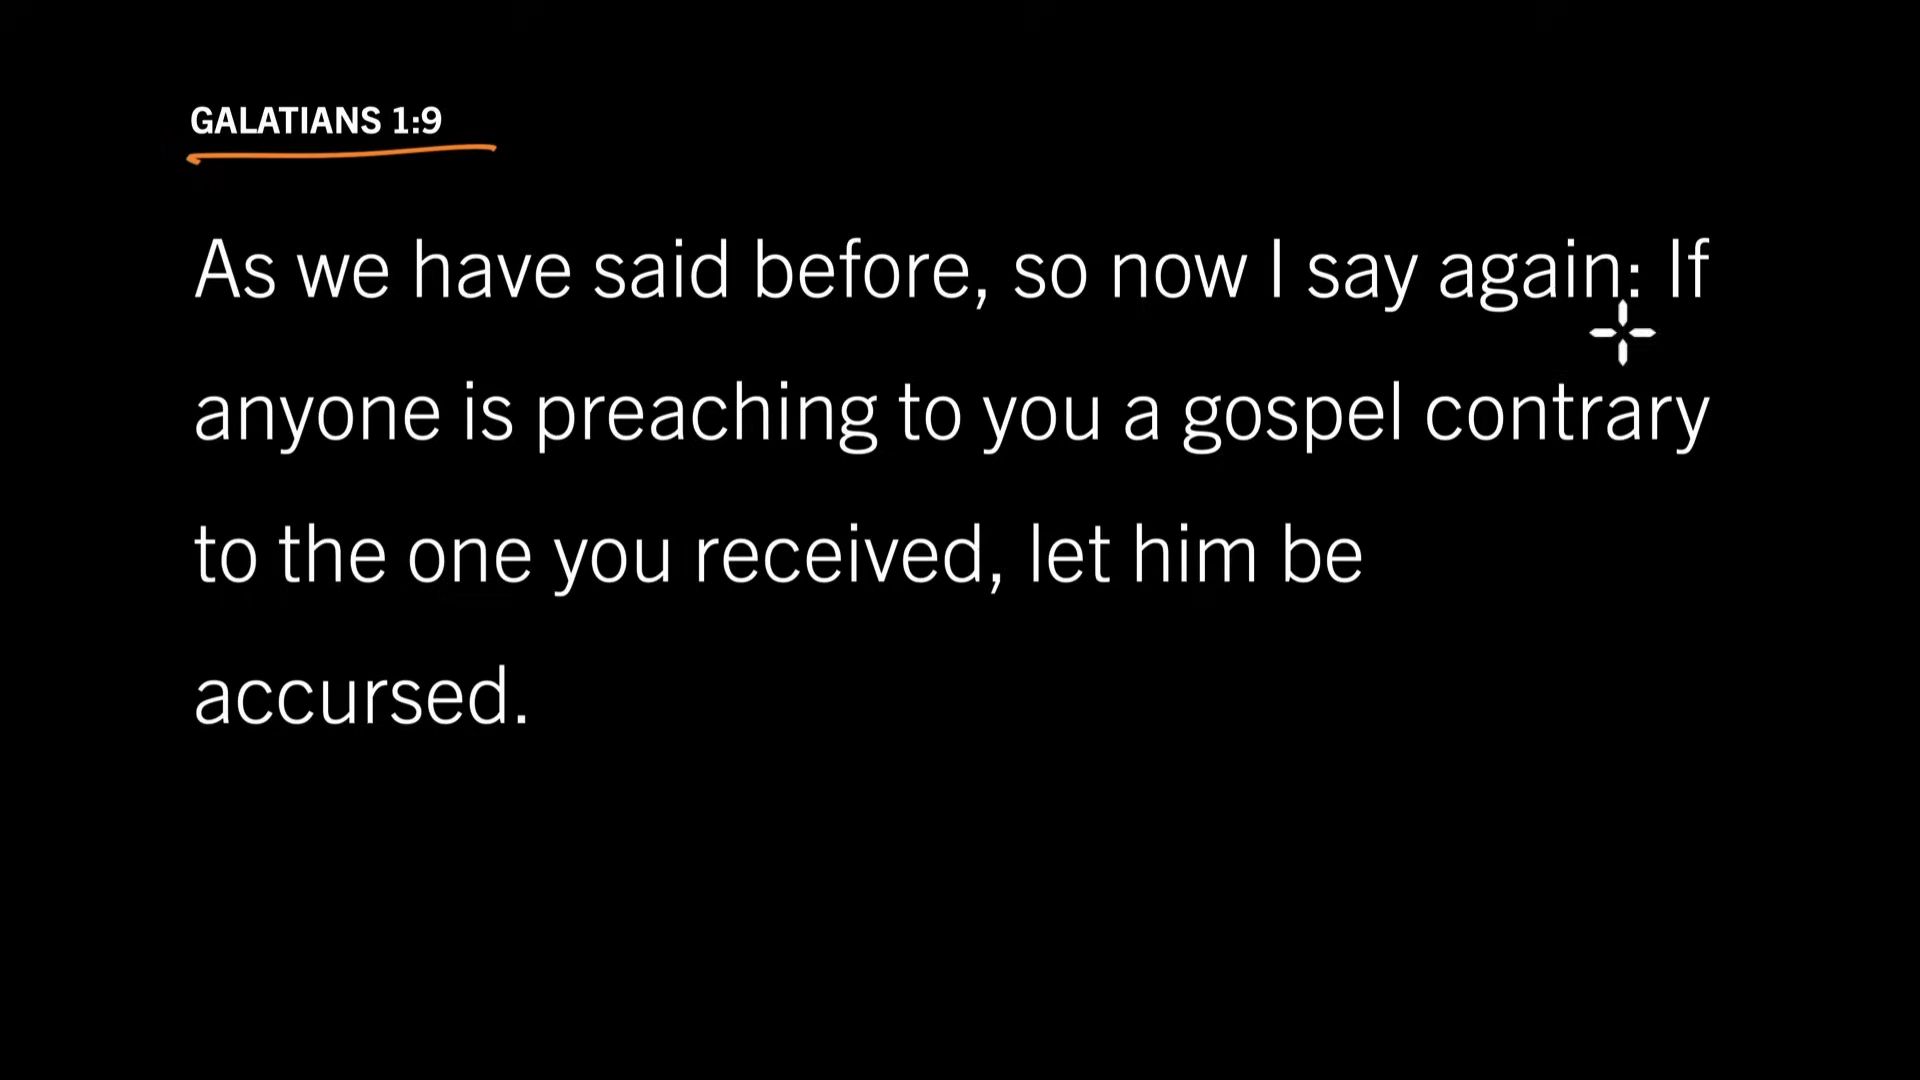 GALATIANS 1:9
As we have said before, so now I say again: If
anyone is preaching to you a gospel contrary
to the one you received, let him be
accursed.